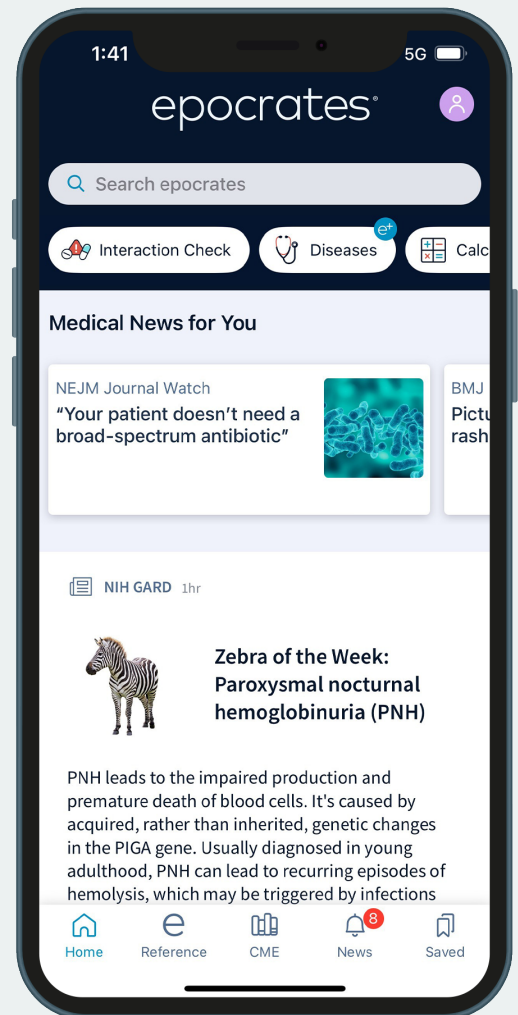 1:41
5G
epocrates®
Search epocrates
Interaction Check
Diseases
e+
Calc
Medical News for You
NEJM Journal Watch
“Your patient doesn’t need a
broad-spectrum antibiotic”
BMJ
Pictu
rash
NIH GARD 1hr
Zebra of the Week:
Paroxysmal nocturnal
hemoglobinuria (PNH)
PNH leads to the impaired production and
premature death of blood cells. It's caused by
acquired, rather than inherited, genetic changes
in the PIGA gene. Usually diagnosed in young
adulthood, PNH can lead to recurring episodes of
hemolysis, which may be triggered by infections
8
Home
e
Reference
CME
News
Saved